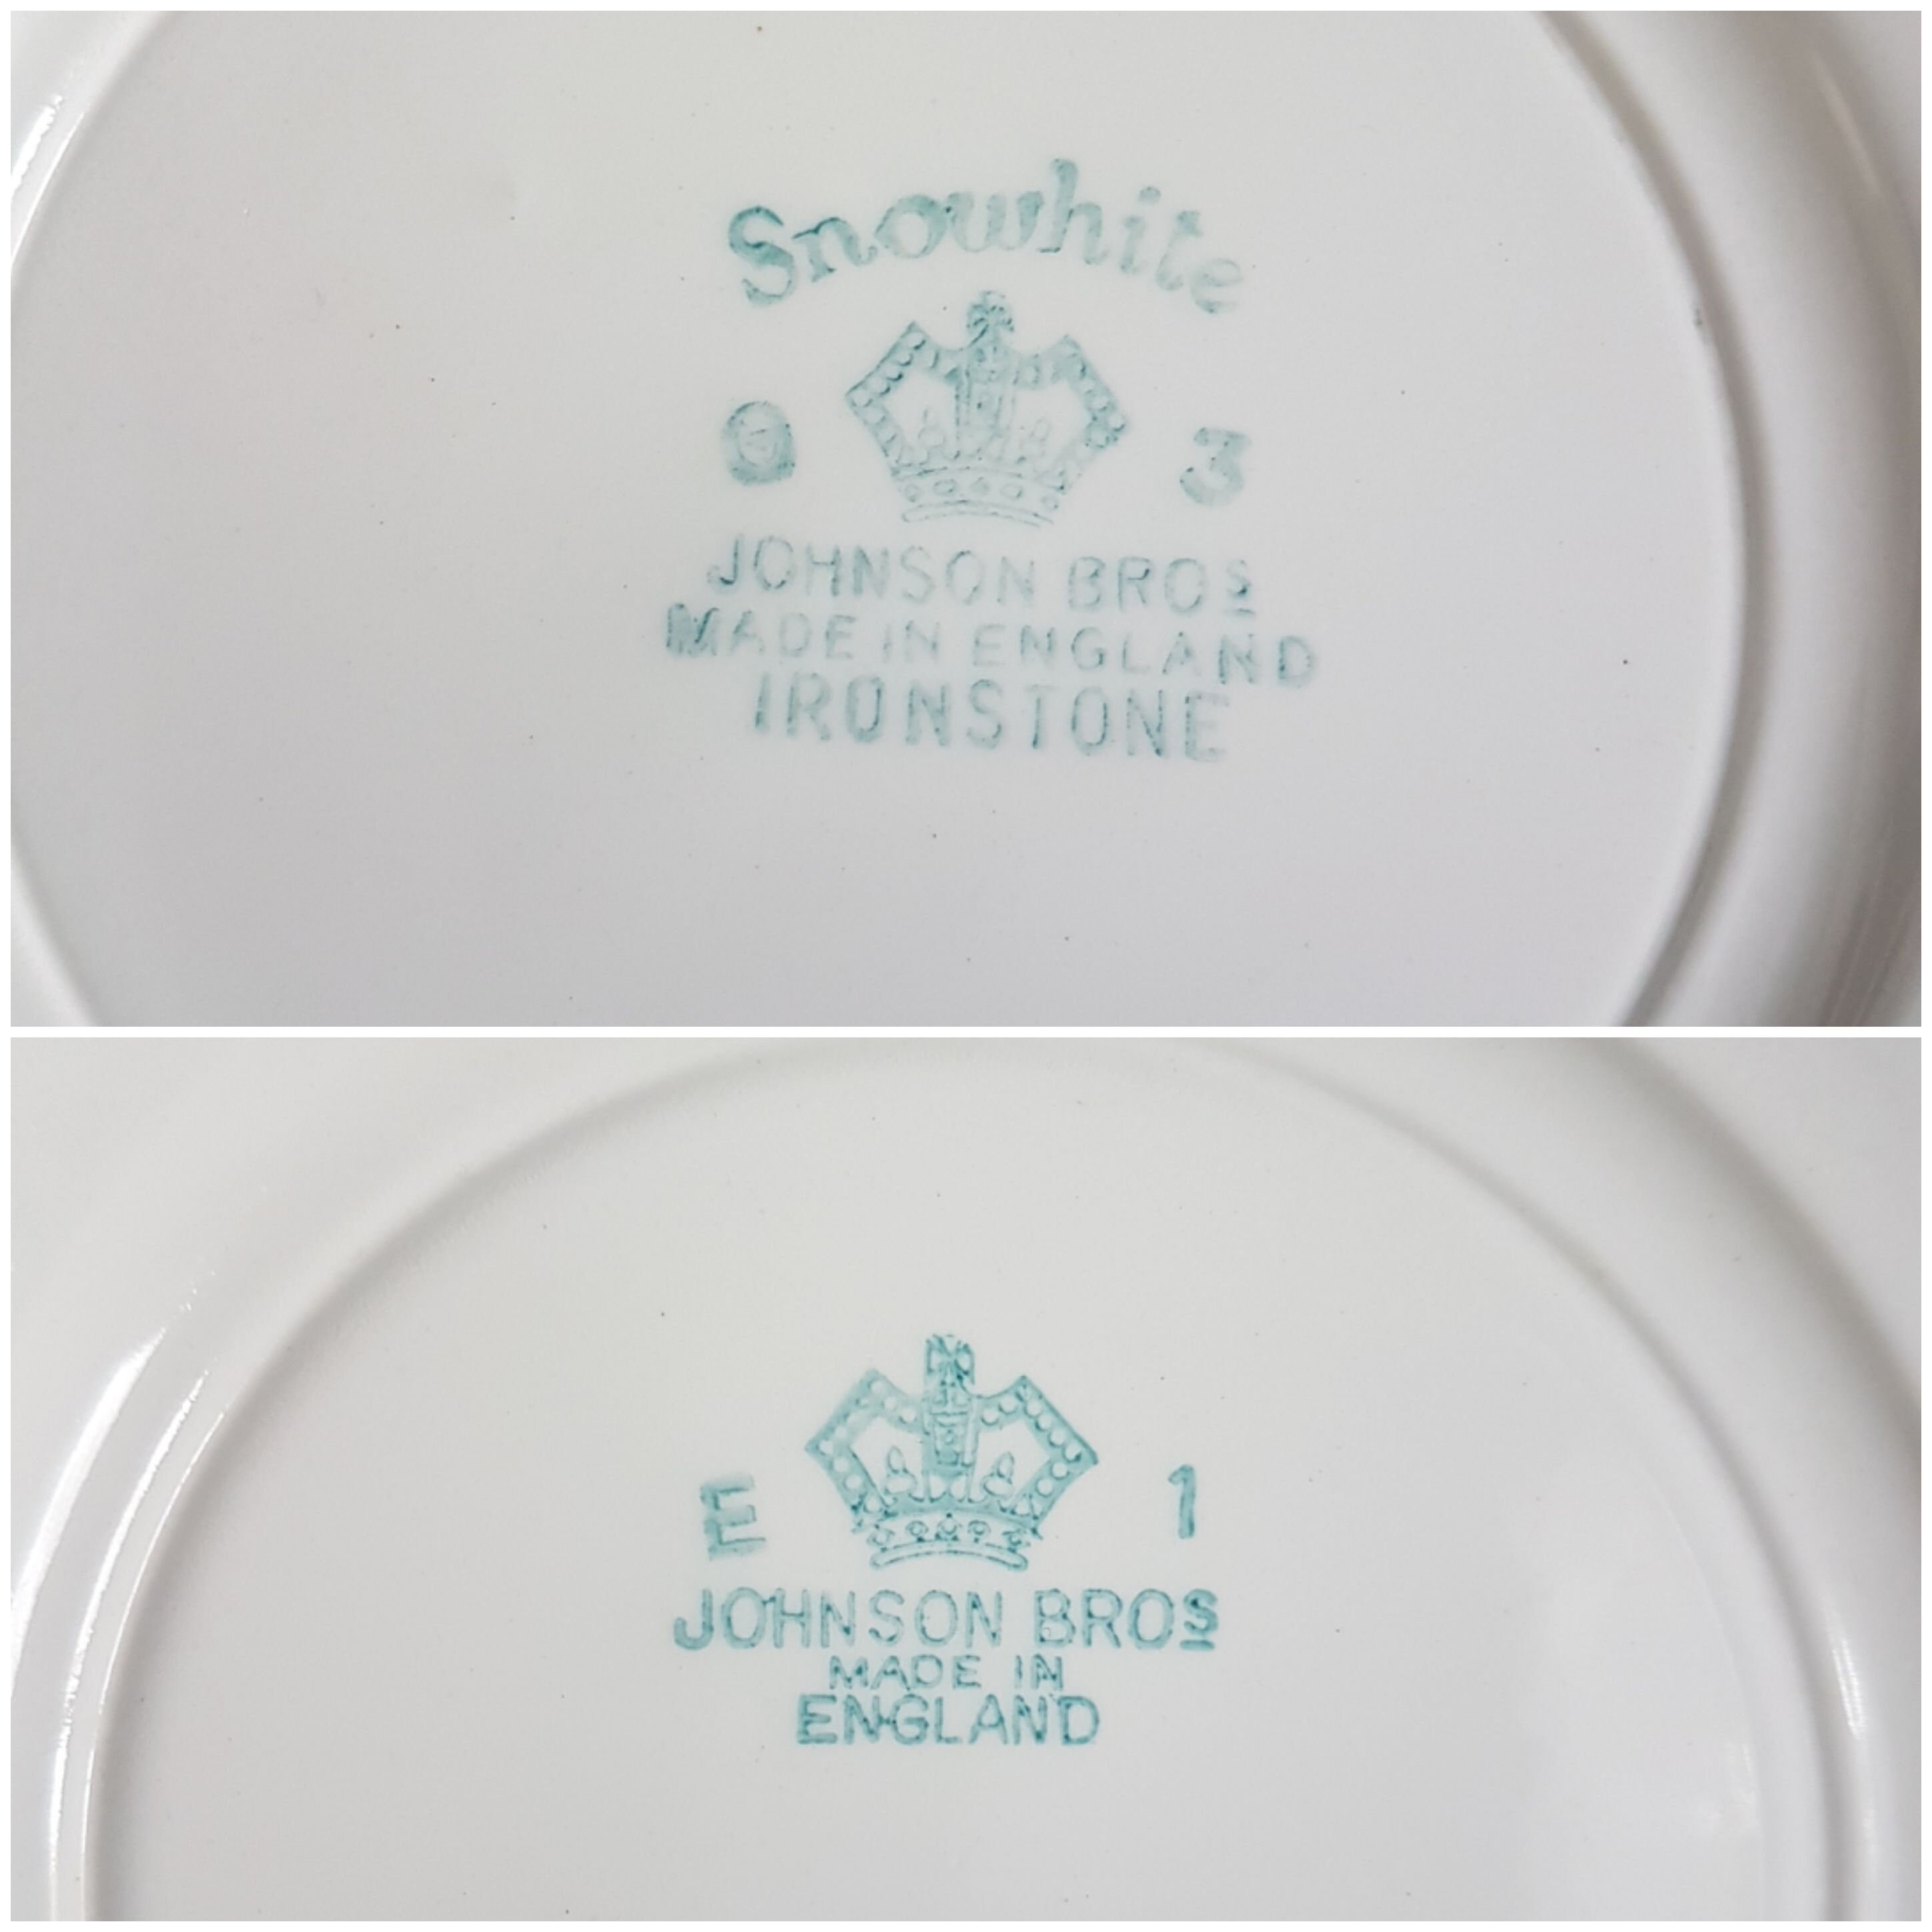 Snowhite
3
JOHNSON BROS
MADE IN ENGLAND
IRONSTONE
E 1
JOHNSON BROS
MADE IN
ENGLAND